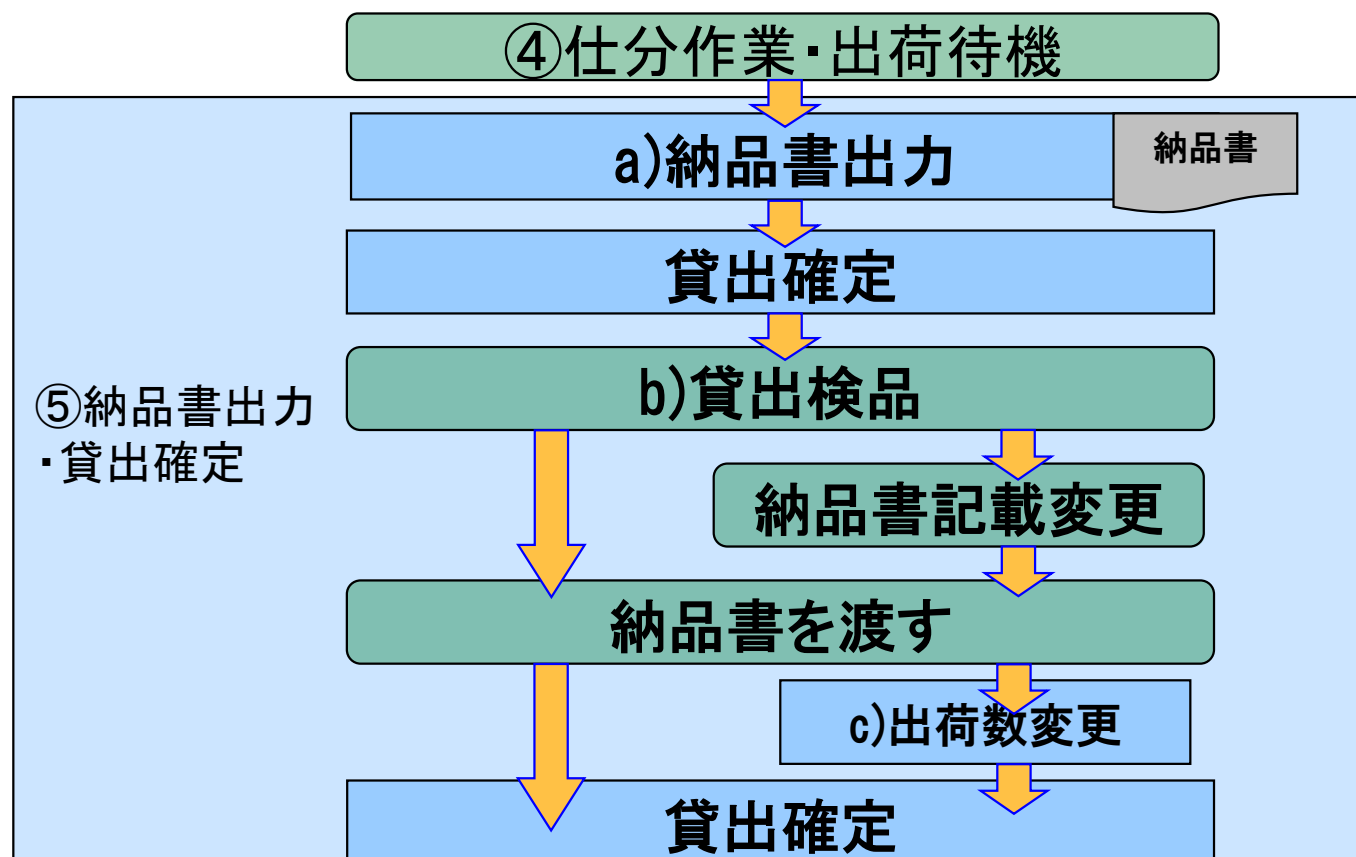 ④仕分作業・出荷待機
a)納品書出力
納品書
貸出確定
b)貸出検品
⑤納品書出力
・貸出確定
納品書記載変更
納品書を渡す
c)出荷数変更
貸出確定